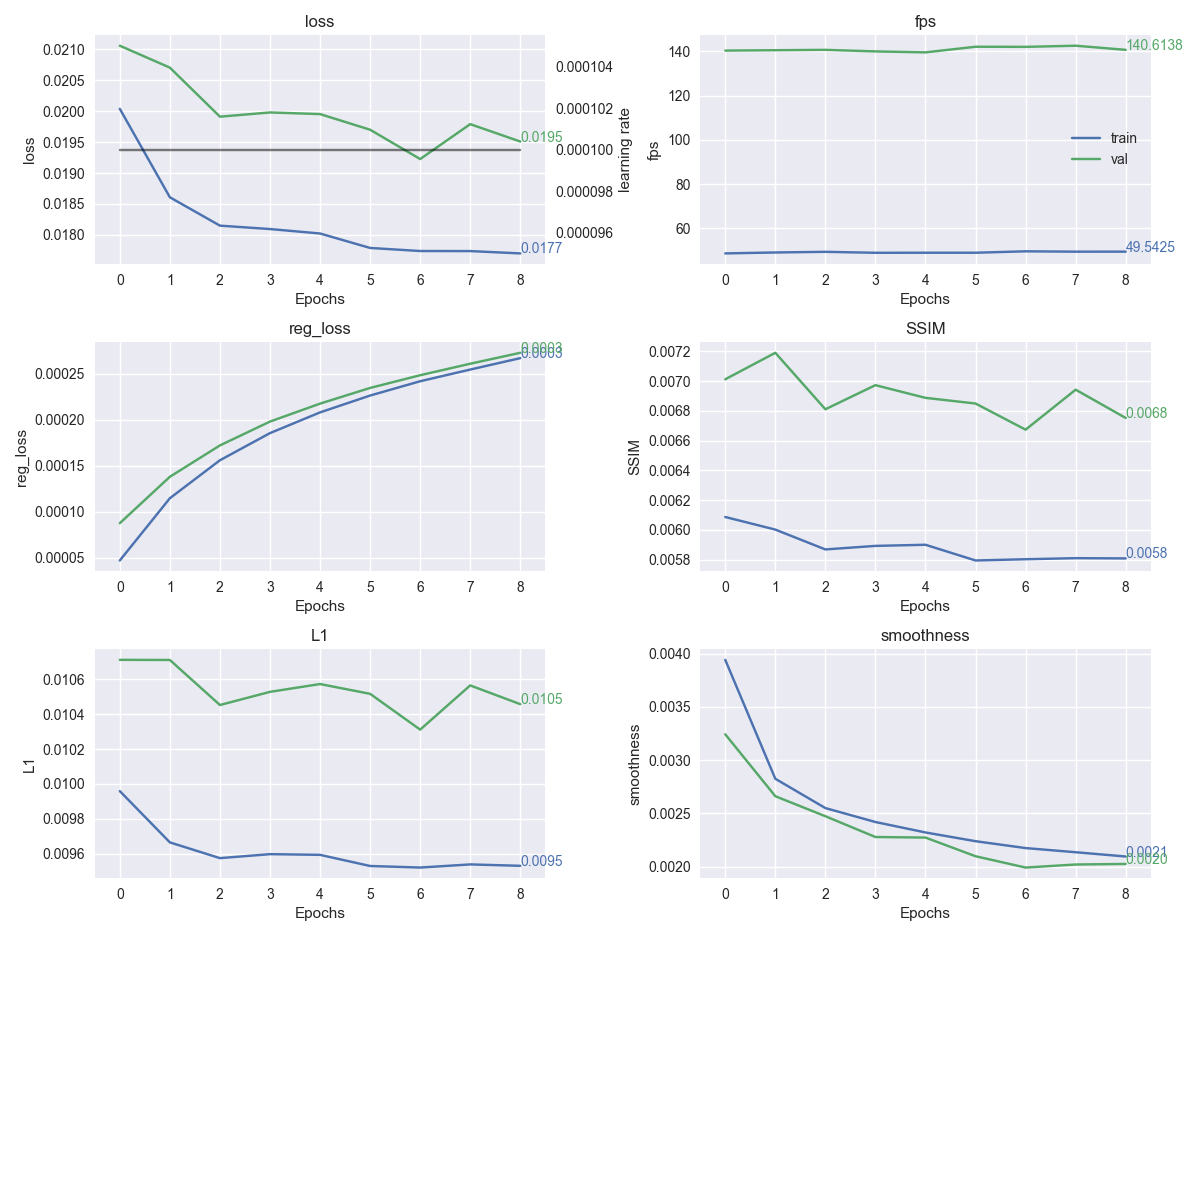 loss
0.0210
0.0205
0.0200
0.0195
0.0190
0.0185
0.0180
loss
0.0195
0.0177
0.000104
0.000102
0.000100
0.000098
0.000096
learning rate
0 1 2 3 4 5 6 7 8
Epochs
fps
140
120
100
80
60
fps
140.6138
49.5425
train
val
0 1 2 3 4 5 6 7 8
Epochs
reg_loss
0.00025
0.00020
0.00015
0.00010
0.00005
reg_loss
0.0003
0.0003
0 1 2 3 4 5 6 7 8
Epochs
SSIM
0.0072
0.0070
0.0068
0.0066
0.0064
0.0062
0.0060
0.0058
SSIM
0.0068
0.0058
0 1 2 3 4 5 6 7 8
Epochs
L1
0.0106
0.0104
0.0102
0.0100
0.0098
0.0096
L1
0.0105
0.0095
0 1 2 3 4 5 6 7 8
Epochs
smoothness
0.0040
0.0035
0.0030
0.0025
0.0020
smoothness
0.0021
0.0020
0 1 2 3 4 5 6 7 8
Epochs